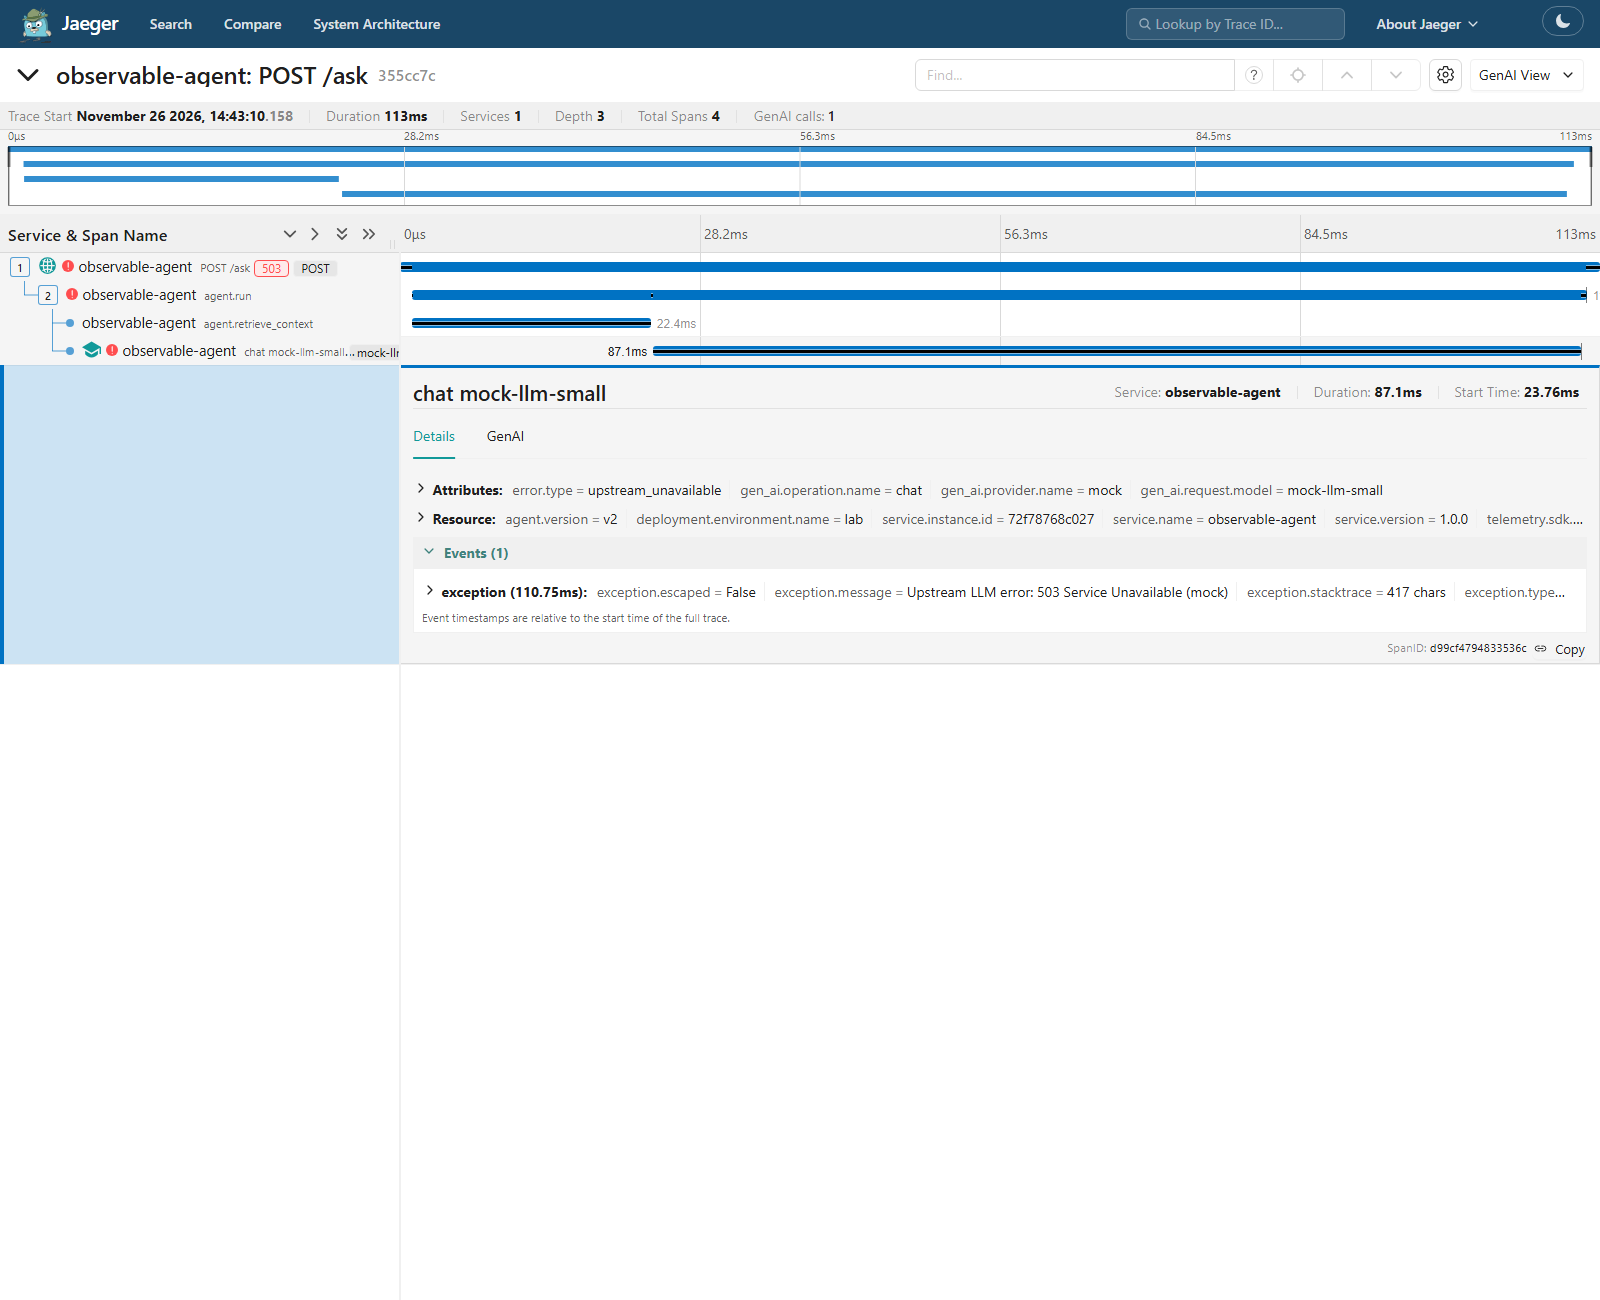 Jaeger Search Compare System Architecture Lookup by Trace ID... About Jaeger
observable-agent: POST /ask 355cc7c Find... ? GenAI View
Trace Start November 26 2026, 14:43:10.158 Duration 113ms Services 1 Depth 3 Total Spans 4 GenAI calls: 1
0μs 28.2ms 56.3ms 84.5ms 113ms
Service & Span Name 0μs 28.2ms 56.3ms 84.5ms 113ms
1 observable-agent POST /ask 503 POST
2 observable-agent agent.run 1
observable-agent agent.retrieve_context 22.4ms
observable-agent chat mock-llm-small... mock-llm 87.1ms
chat mock-llm-small Service: observable-agent Duration: 87.1ms Start Time: 23.76ms
Details GenAI
Attributes: error.type = upstream_unavailable gen_ai.operation.name = chat gen_ai.provider.name = mock gen_ai.request.model = mock-llm-small
Resource: agent.version = v2 deployment.environment.name = lab service.instance.id = 72f78768c027 service.name = observable-agent service.version = 1.0.0 telemetry.sdk....
Events (1)
exception (110.75ms): exception.escaped = False exception.message = Upstream LLM error: 503 Service Unavailable (mock) exception.stacktrace = 417 chars exception.type...
Event timestamps are relative to the start time of the full trace.
SpanID: d99cf4794833536c Copy